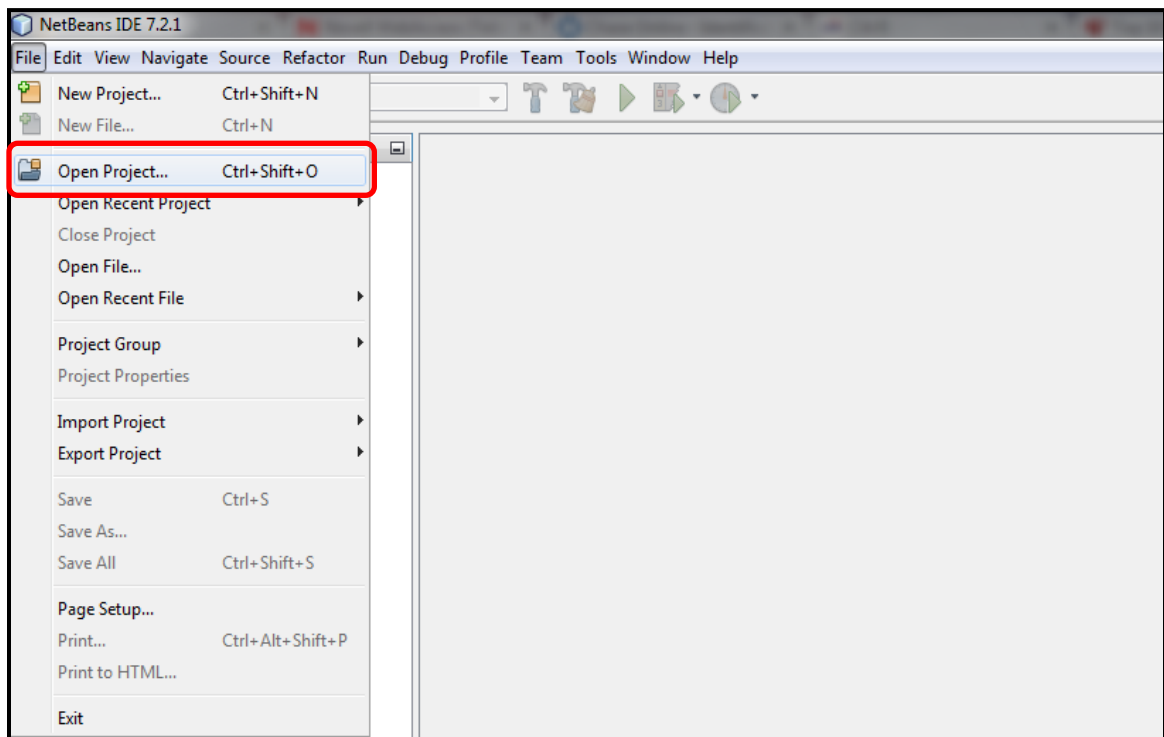 NetBeans IDE 7.2.1
File Edit View Navigate Source Refactor Run Debug Profile Team Tools Window Help
New Project... Ctrl+Shift+N
New File... Ctrl+N
Open Project... Ctrl+Shift+O
Open Recent Project
Close Project
Open File...
Open Recent File
Project Group
Project Properties
Import Project
Export Project
Save Ctrl+S
Save As...
Save All Ctrl+Shift+S
Page Setup...
Print... Ctrl+Alt+Shift+P
Print to HTML...
Exit